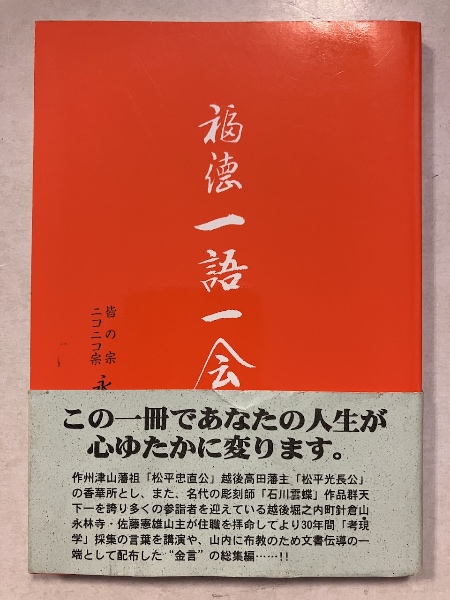 福徳一語一会
皆の宗
ニコニコ宗
永
この一冊であなたの人生が
心ゆたかに変ります。
作州津山藩祖「松平忠直公」越後高田藩主「松平光長公」
の香華所とし、また、名代の彫刻師「石川雲蝶」作品群天
下一を誇り多くの参詣者を迎えている越後堀之内町針倉山
永林寺・佐藤憲雄山主が住職を拝命してより30年間「考現
学」採集の言葉を講演や、山内に布教のため文書伝導の一
端として配布した“金言”の総集編……!!